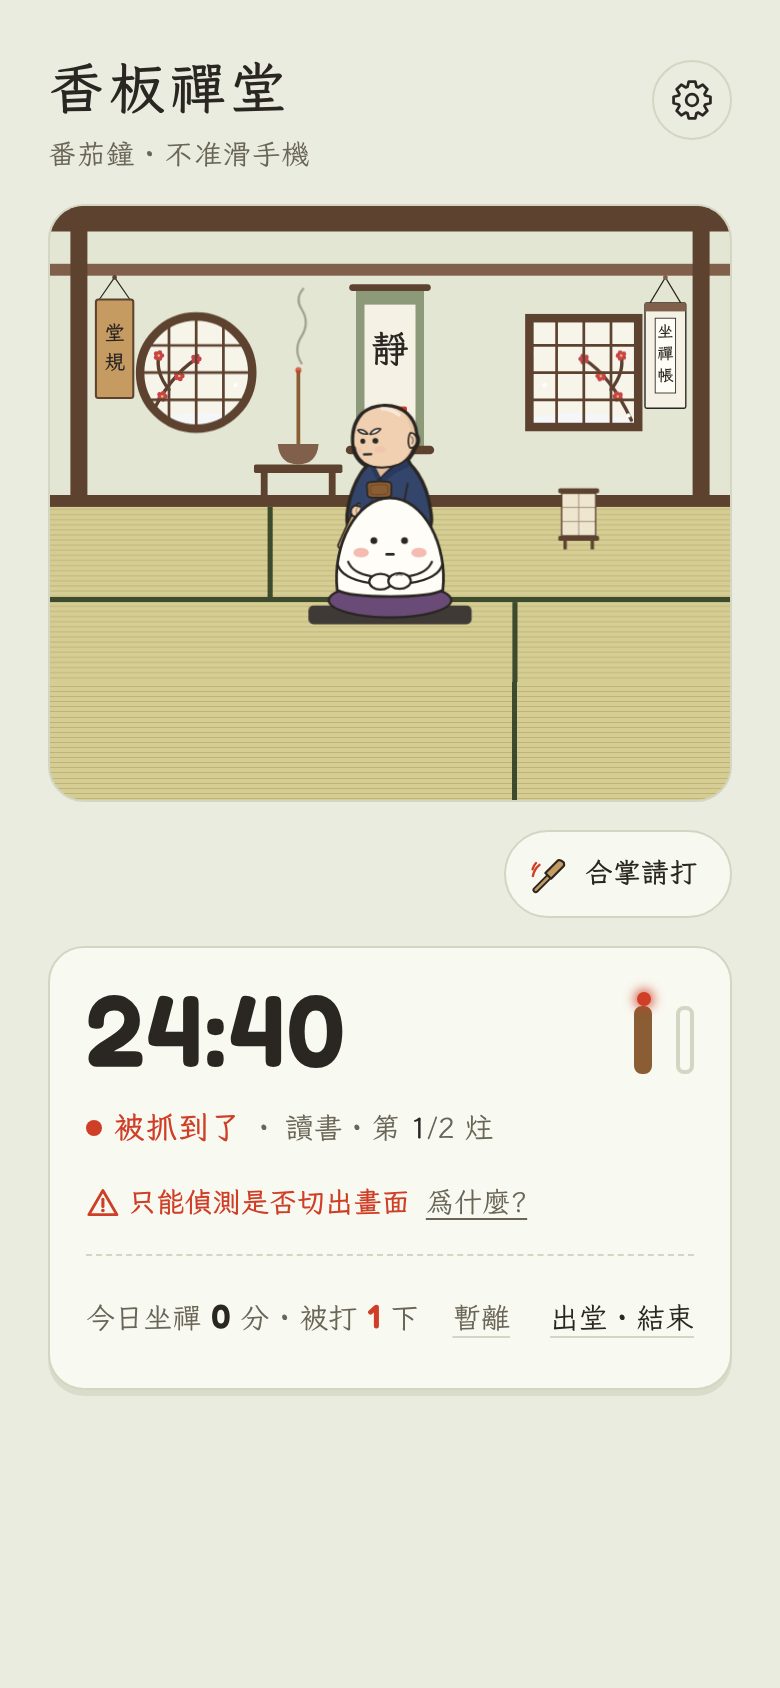 香板禪堂
番茄鐘・不准滑手機
堂規
靜
坐禪帳
合掌請打
24:40
被抓到了・讀書・第 1/2 炷
只能偵測是否切出畫面 為什麼?
今日坐禪 0 分・被打 1 下 暫離 出堂・結束